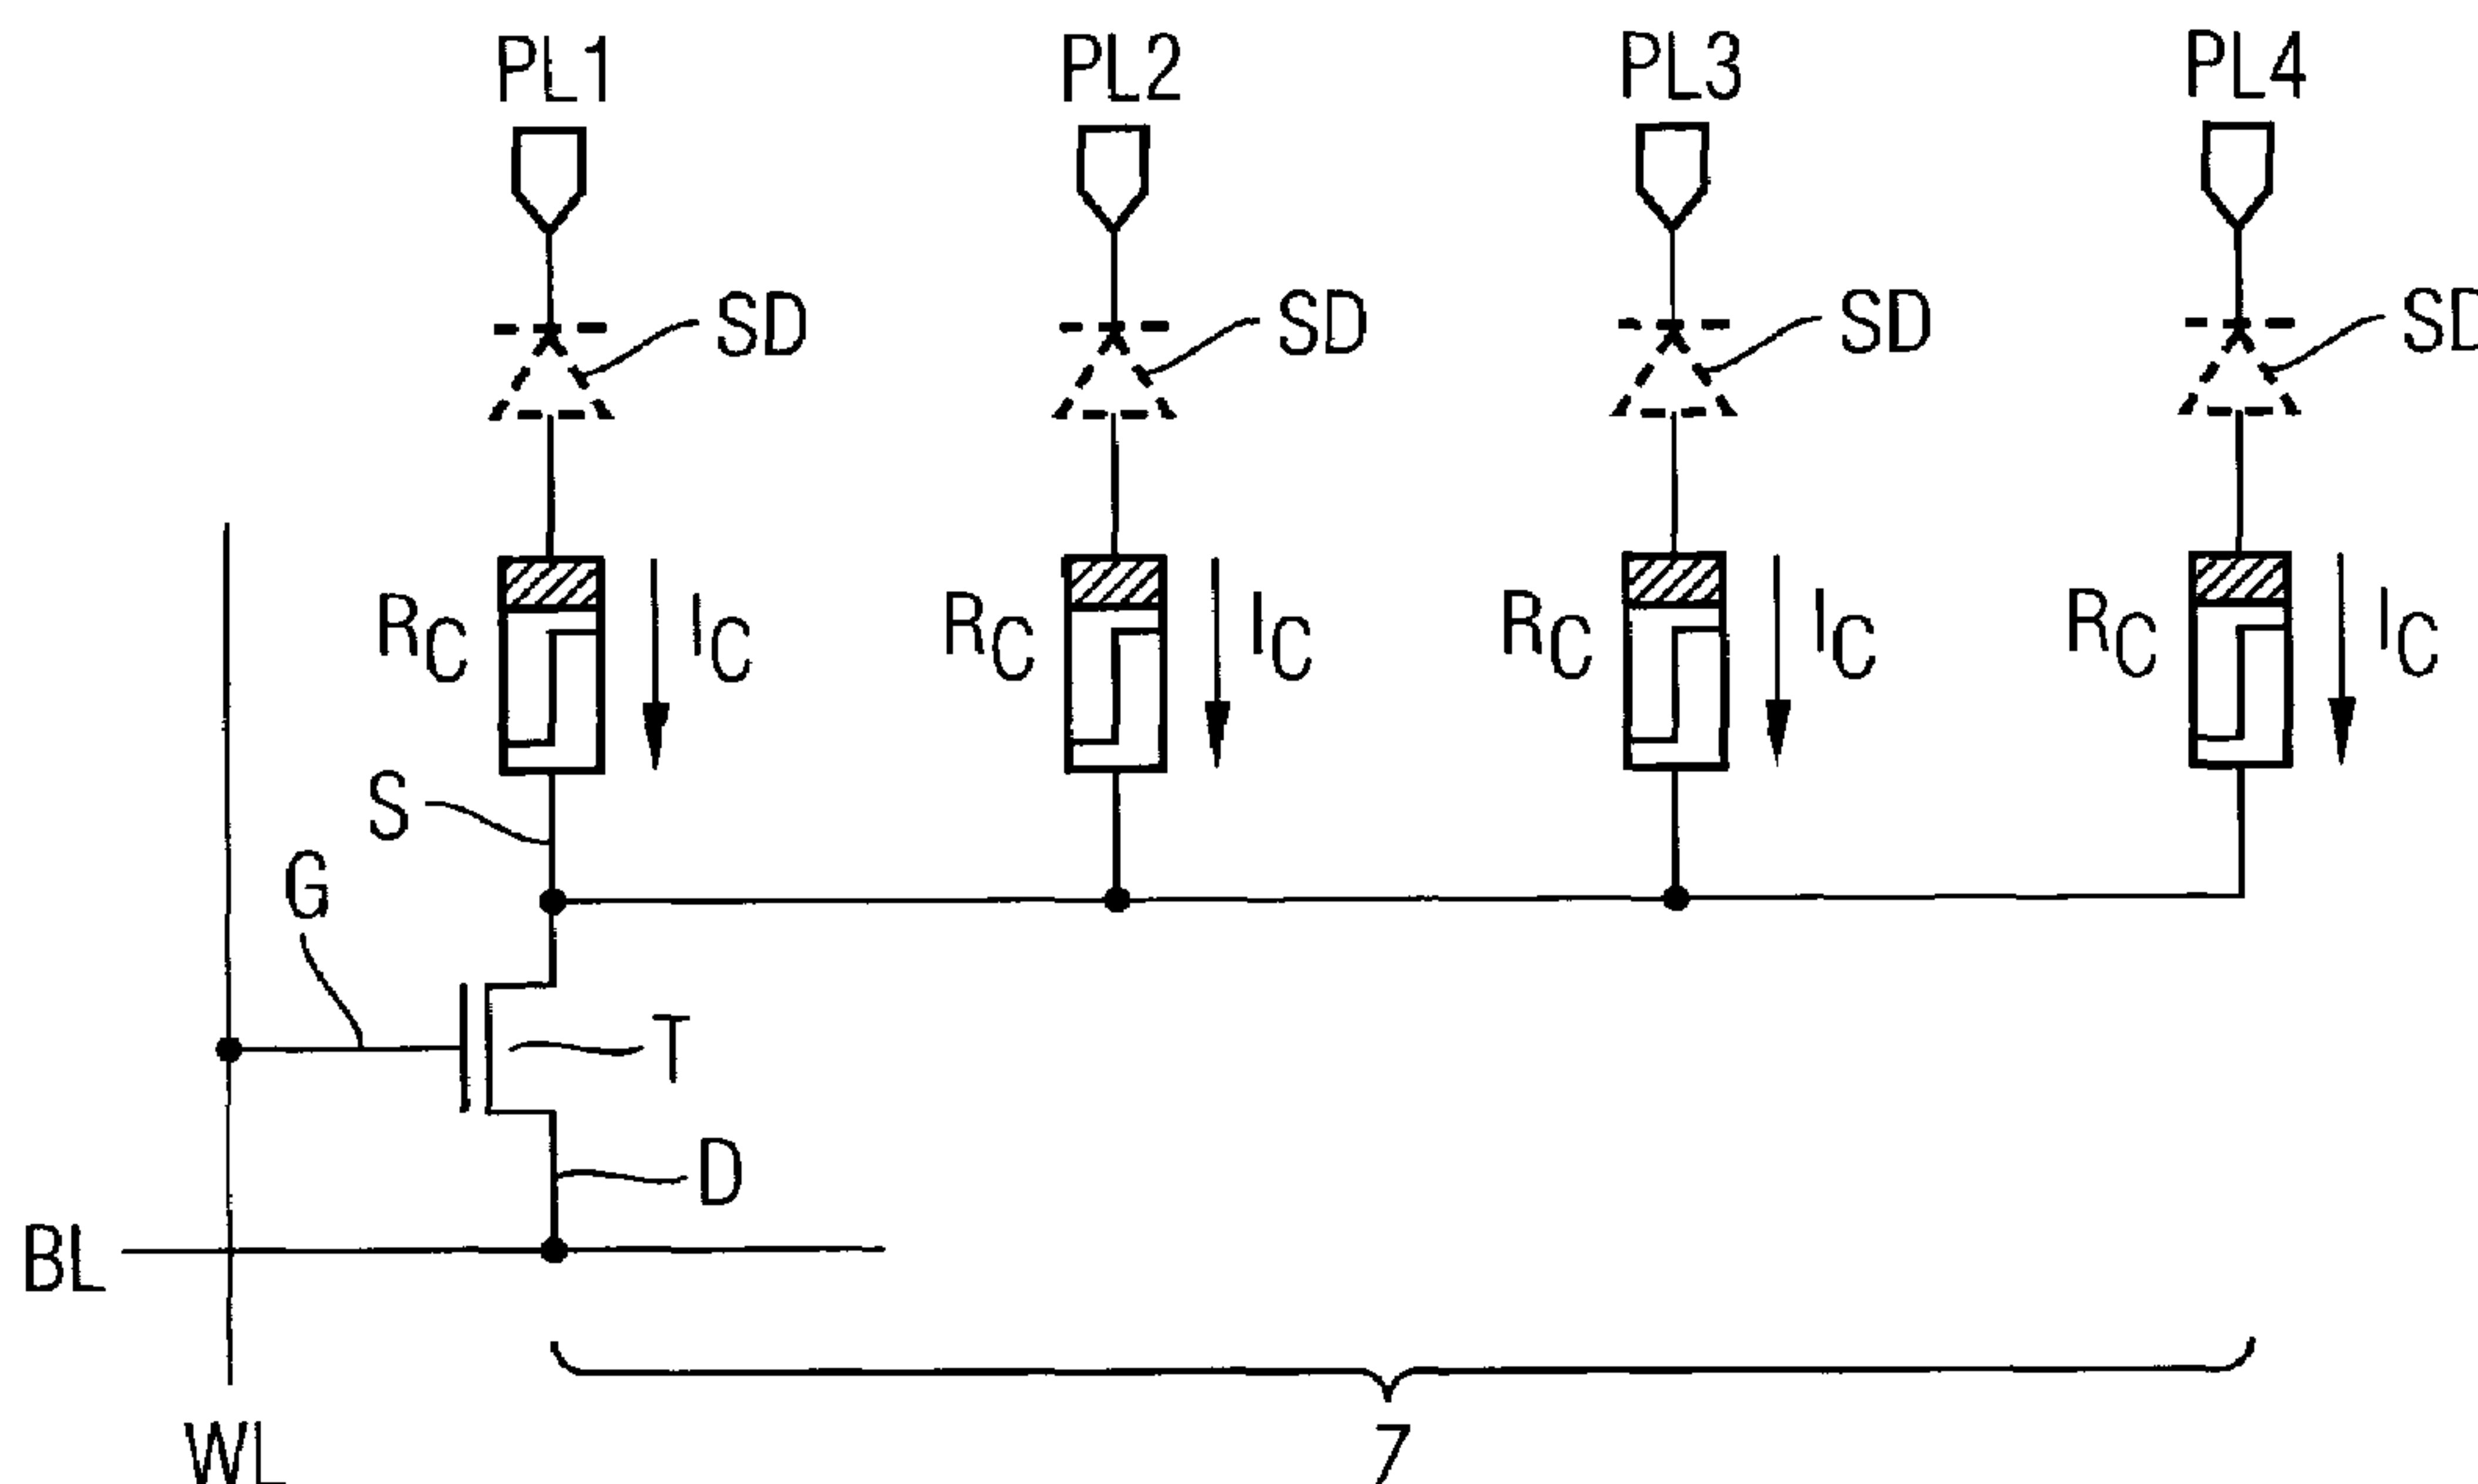 PL1 PL2 PL3 PL4
SD SD SD SD
RC IC RC IC RC IC RC IC
S
G
T
D
BL
WL
7